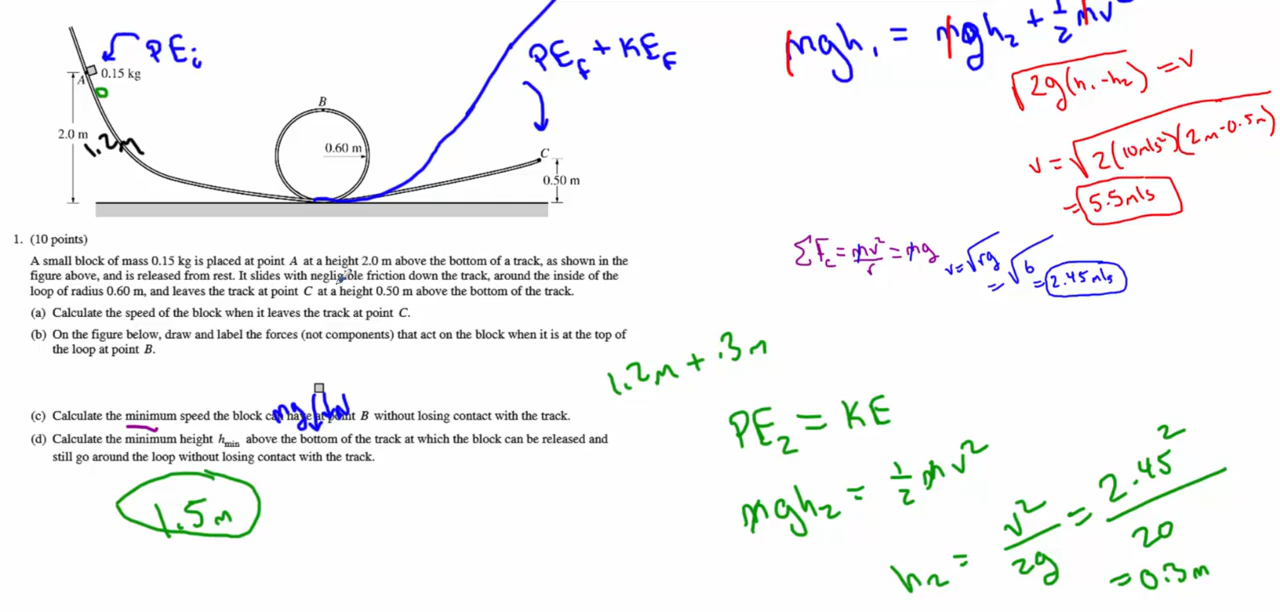 PEi
A
0.15 kg
2.0 m
1.2m
B
0.60 m
PEf + KEf
C
0.50 m
mgh₁ = mgh₂ + ½mv
√2g(h₁-h₂) = v
v = √2(10m/s²)(2m-0.5m)
= 5.5m/s
ΣFc = mv²/r = mg
v = √rg
= √6
= 2.45m/s
1. (10 points)
A small block of mass 0.15 kg is placed at point A at a height 2.0 m above the bottom of a track, as shown in the
figure above, and is released from rest. It slides with negligible friction down the track, around the inside of the
loop of radius 0.60 m, and leaves the track at point C at a height 0.50 m above the bottom of the track.
(a) Calculate the speed of the block when it leaves the track at point C.
(b) On the figure below, draw and label the forces (not components) that act on the block when it is at the top of
the loop at point B.
mg
(c) Calculate the minimum speed the block can have at point B without losing contact with the track.
(d) Calculate the minimum height hmin above the bottom of the track at which the block can be released and
still go around the loop without losing contact with the track.
1.5m
1.2m + .3m
PE₂ = KE
mgh₂ = ½mv²
h₂ = v²/2g = 2.45²/20
= 0.3m